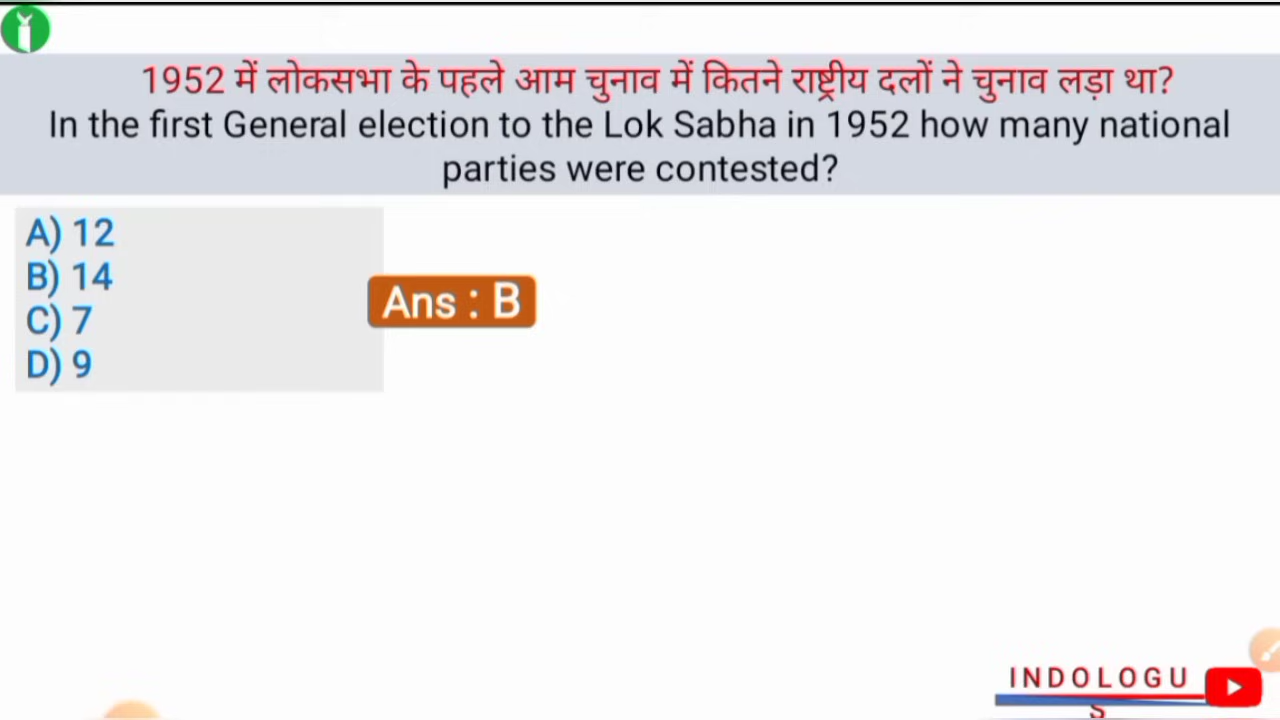 1952 में लोकसभा के पहले आम चुनाव में कितने राष्ट्रीय दलों ने चुनाव लड़ा था?
In the first General election to the Lok Sabha in 1952 how many national
parties were contested?
A) 12
B) 14
C) 7
D) 9
Ans : B
INDOLOGU
S